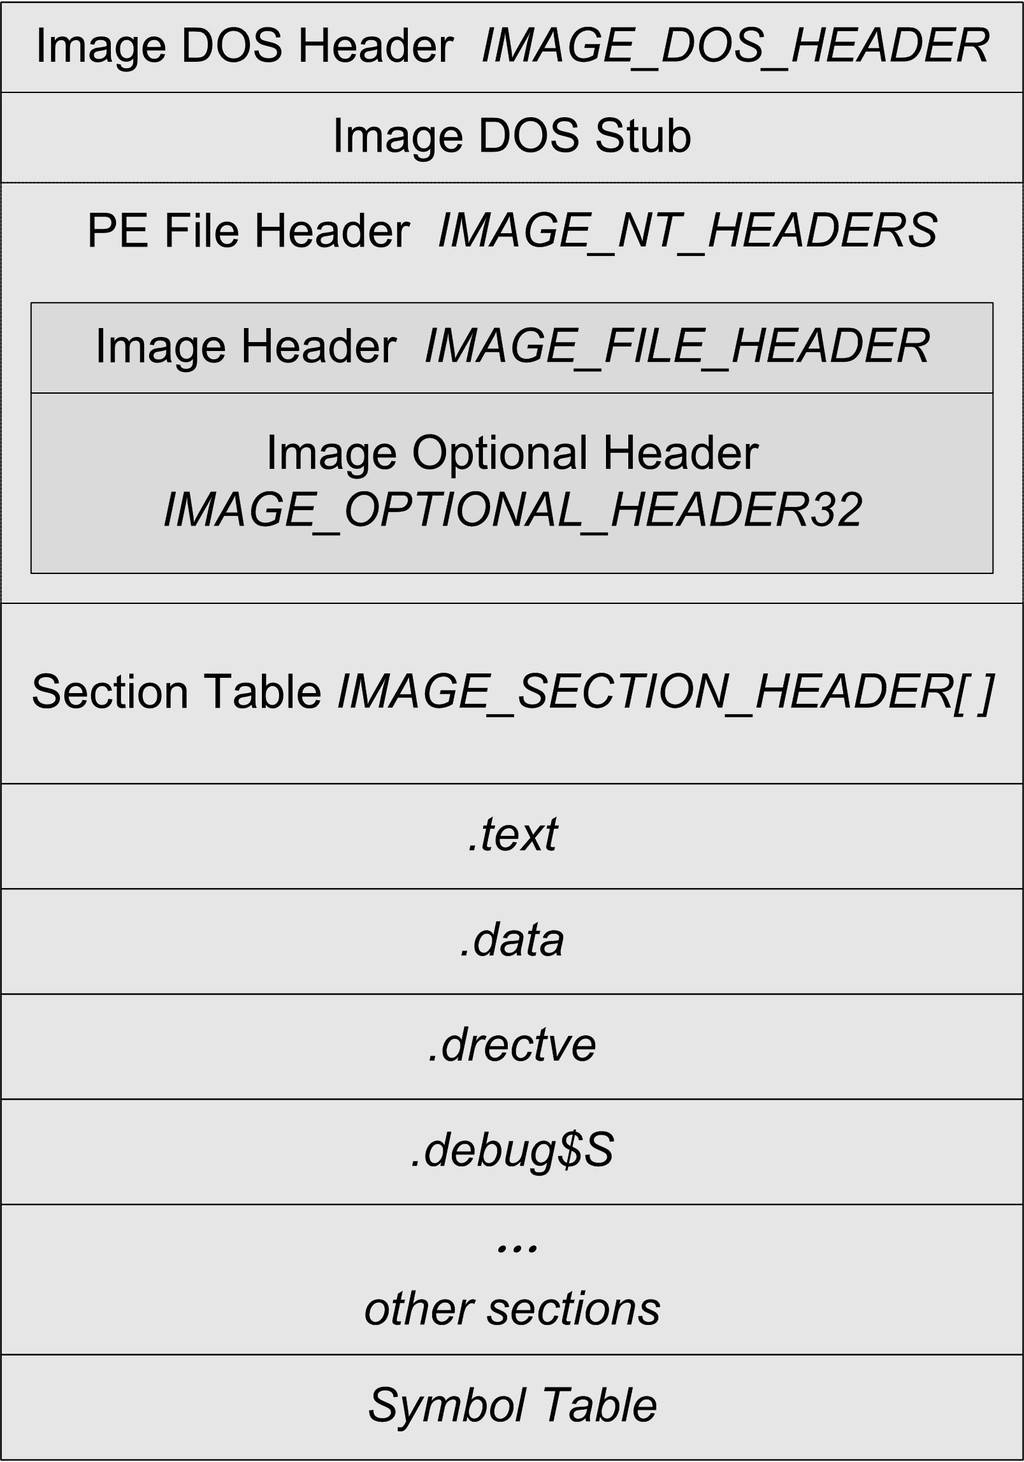 Image DOS Header IMAGE_DOS_HEADER
Image DOS Stub
PE File Header IMAGE_NT_HEADERS
Image Header IMAGE_FILE_HEADER
Image Optional Header
IMAGE_OPTIONAL_HEADER32
Section Table IMAGE_SECTION_HEADER[ ]
.text
.data
.drectve
.debug$S
...
other sections
Symbol Table